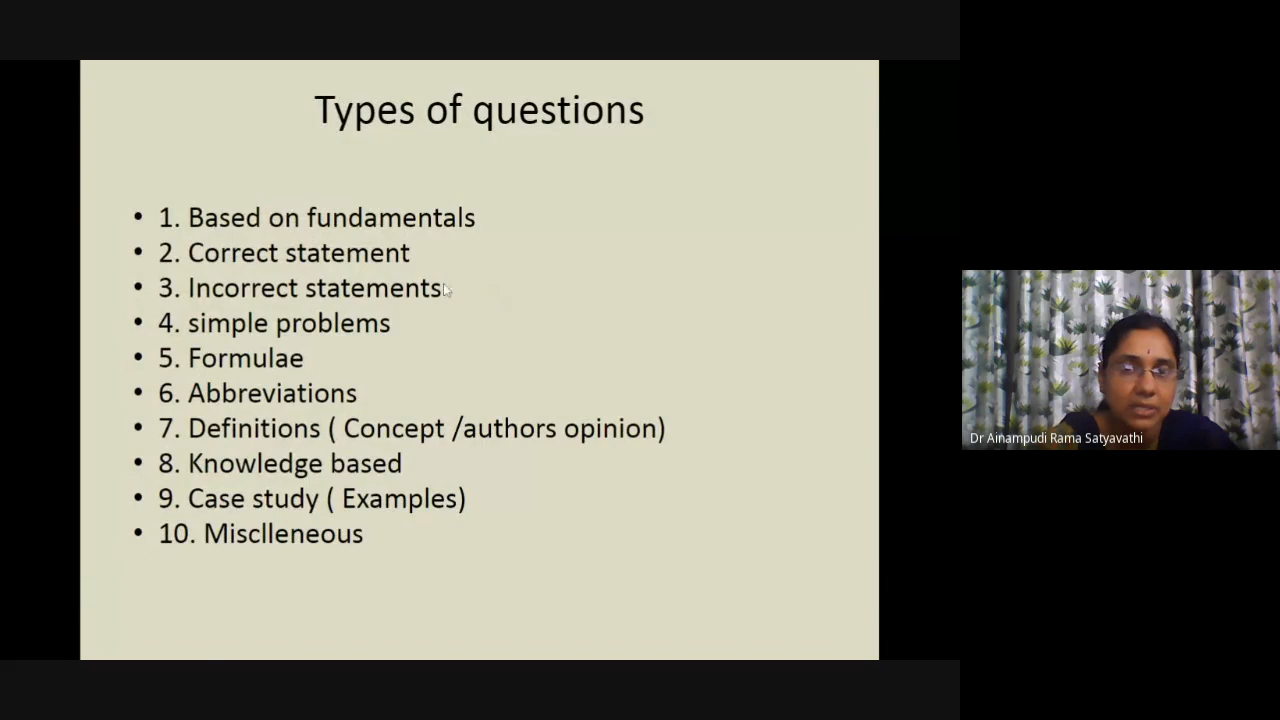 Types of questions
• 1. Based on fundamentals
• 2. Correct statement
• 3. Incorrect statements
• 4. simple problems
• 5. Formulae
• 6. Abbreviations
• 7. Definitions ( Concept /authors opinion)
• 8. Knowledge based
• 9. Case study ( Examples)
• 10. Misclleneous
Dr Ainampudi Rama Satyavathi